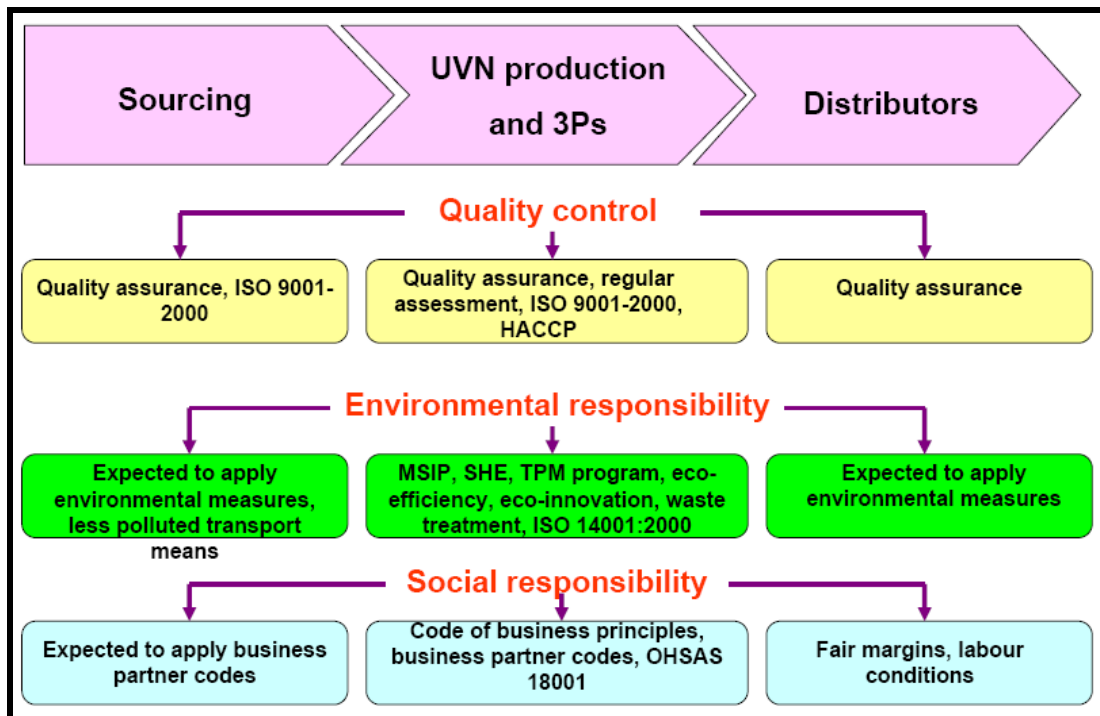 Sourcing
UVN production
and 3Ps
Distributors
Quality control
Quality assurance, ISO 9001-
2000
Quality assurance, regular
assessment, ISO 9001-2000,
HACCP
Quality assurance
Environmental responsibility
Expected to apply
environmental measures,
less polluted transport
means
MSIP, SHE, TPM program, eco-
efficiency, eco-innovation, waste
treatment, ISO 14001:2000
Expected to apply
environmental measures
Social responsibility
Expected to apply business
partner codes
Code of business principles,
business partner codes, OHSAS
18001
Fair margins, labour
conditions